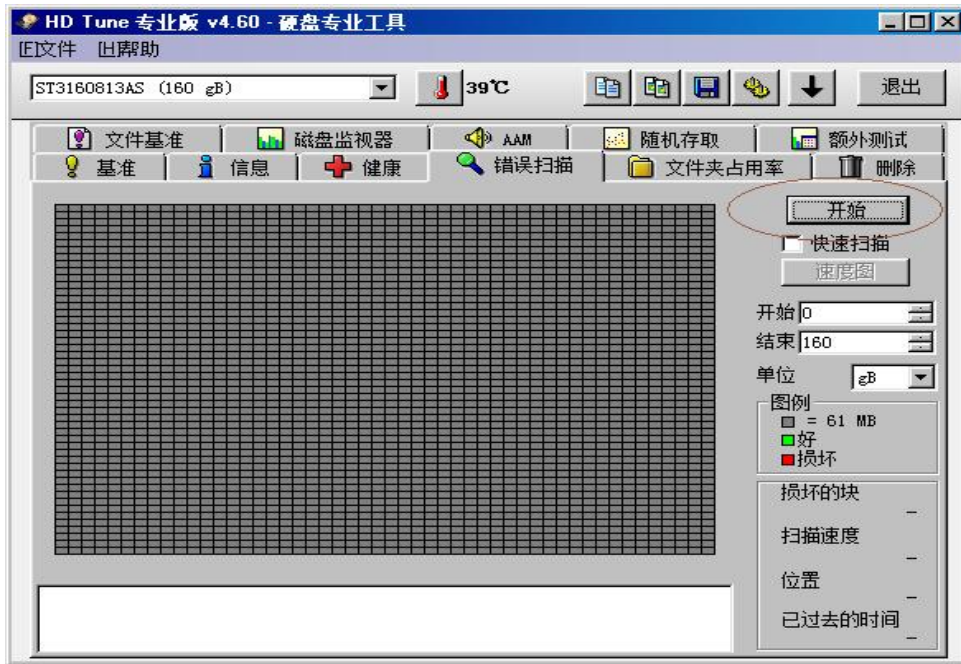 HD Tune 专业版 v4.60 - 硬盘专业工具
[F]文件 [H]帮助
ST3160813AS (160 gB)
39℃
退出
文件基准 磁盘监视器 AAM 随机存取 额外测试
基准 信息 健康 错误扫描 文件夹占用率 删除
开始
快速扫描
速度图
开始 0
结束 160
单位 gB
图例
= 61 MB
好
损坏
损坏的块
–
扫描速度
–
位置
–
已过去的时间
–